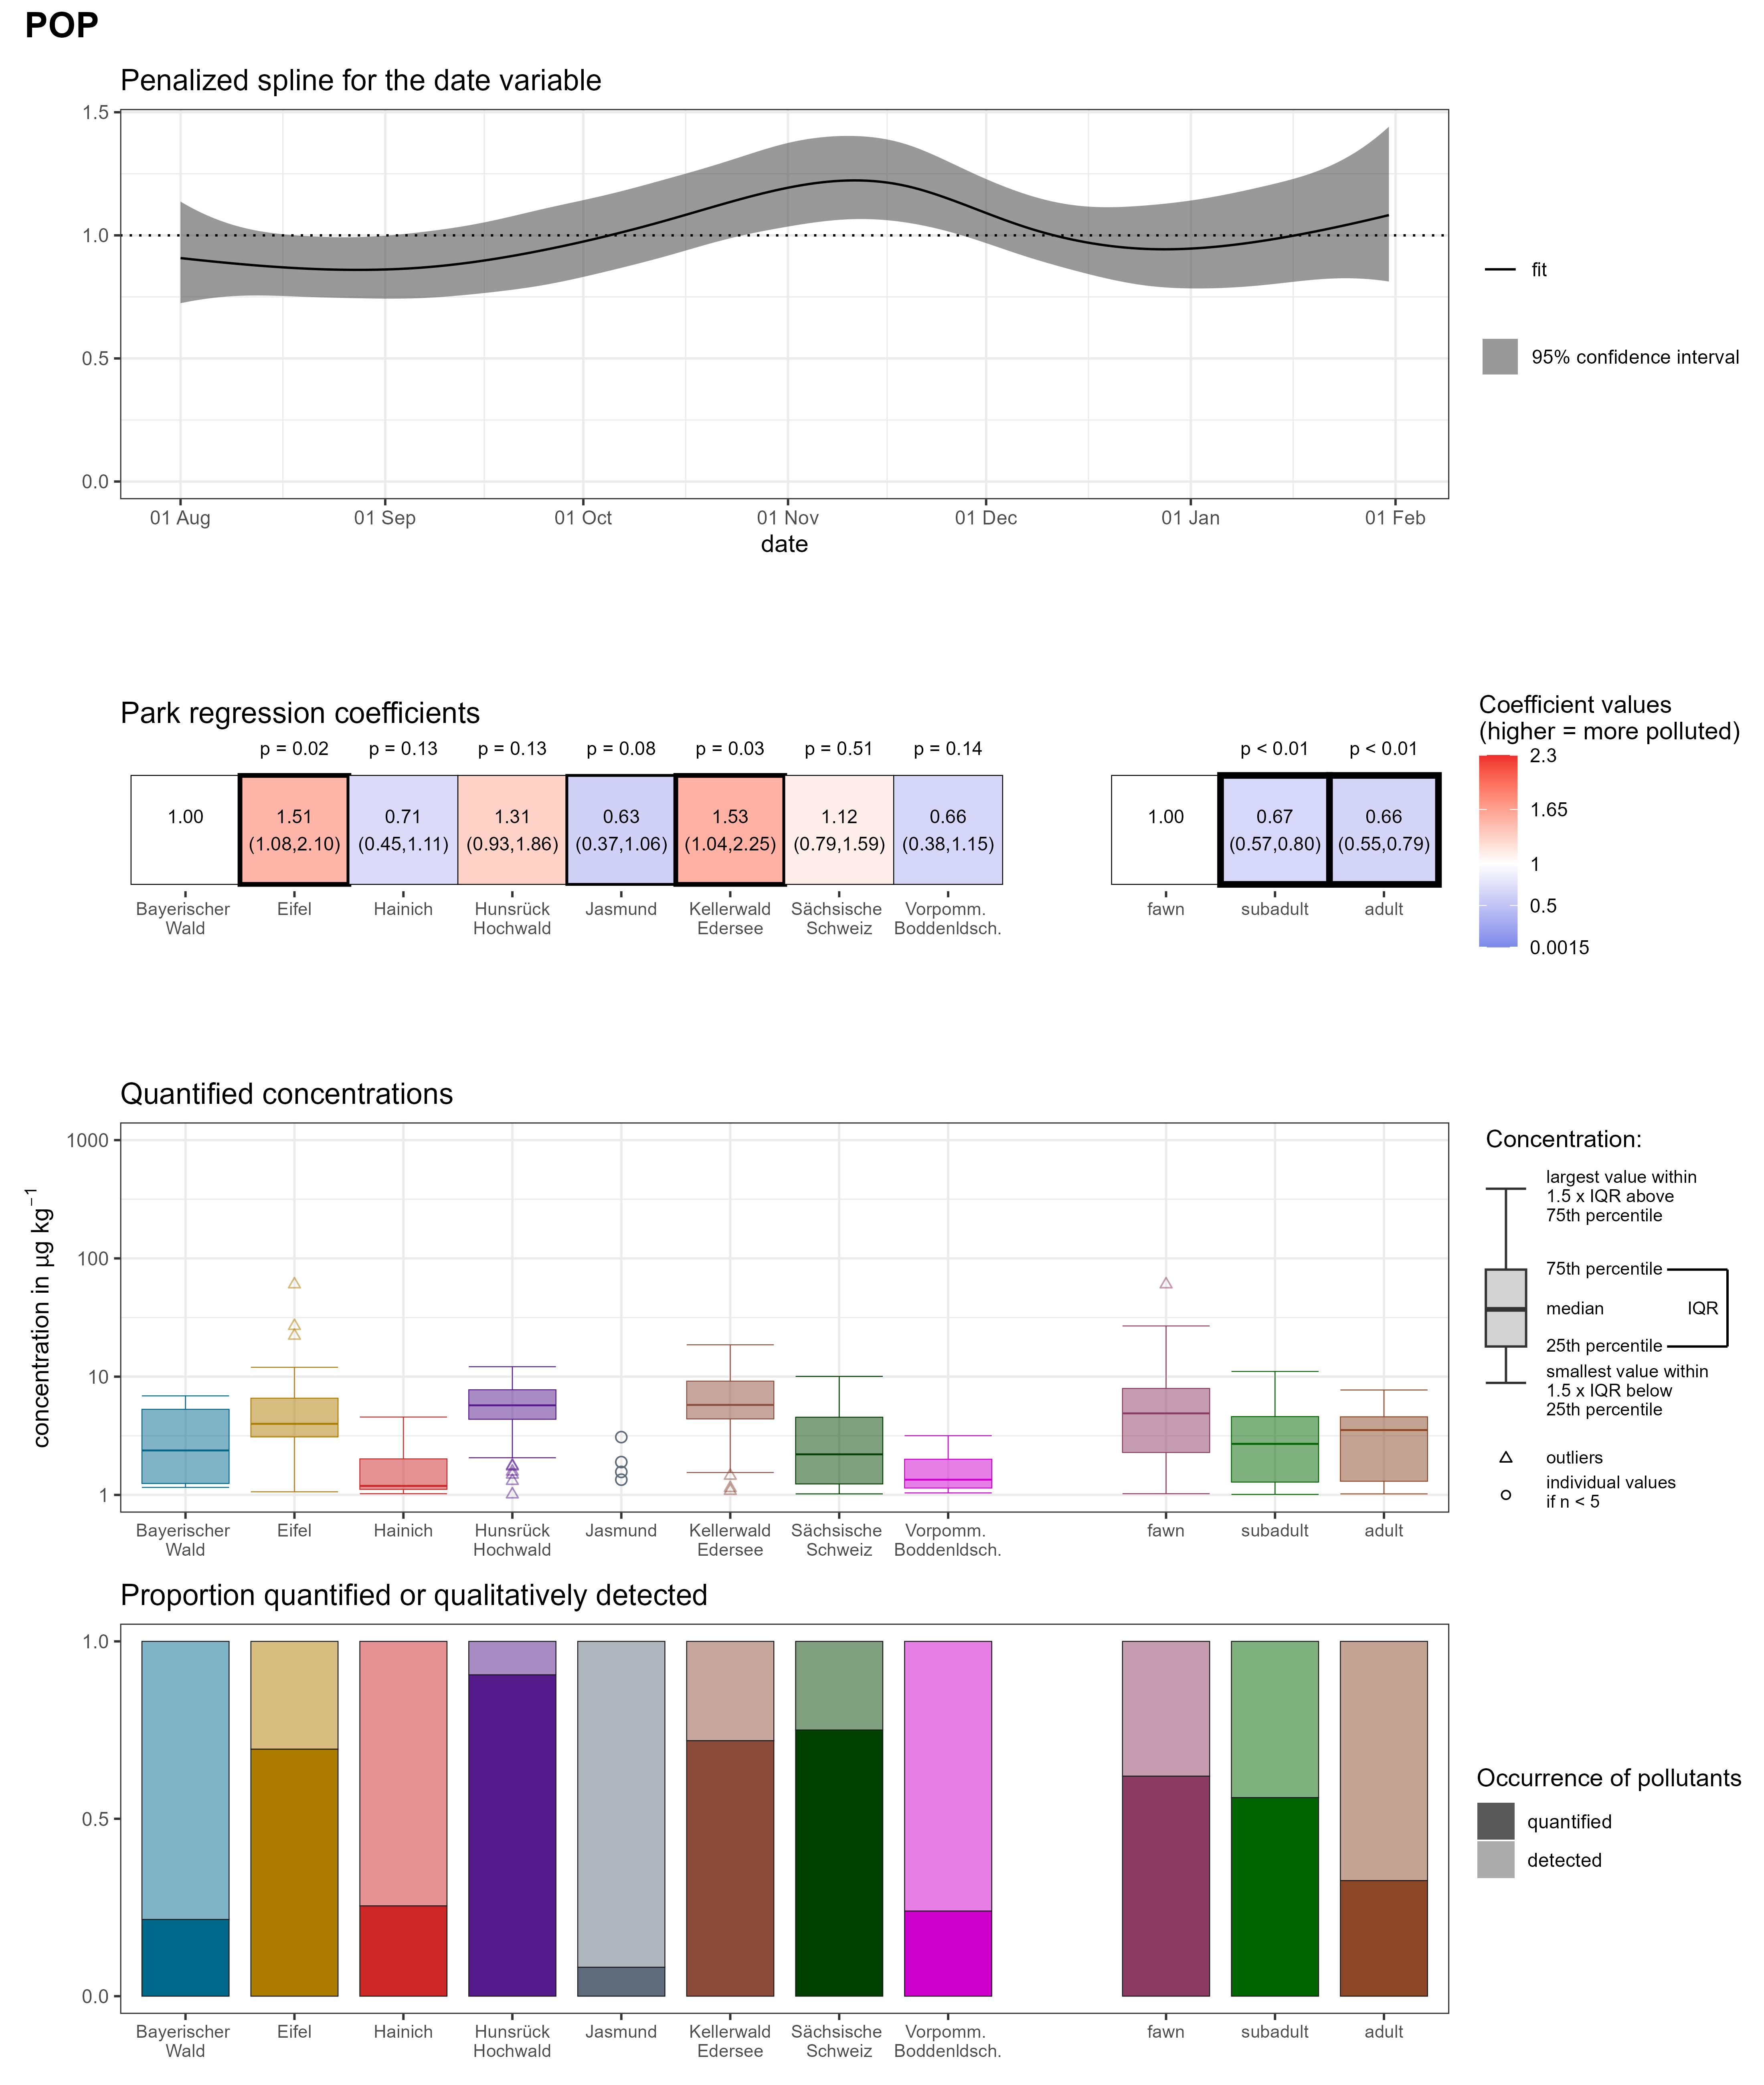 POP
Penalized spline for the date variable
1.5
1.0
0.5
0.0
01 Aug 01 Sep 01 Oct 01 Nov 01 Dec 01 Jan 01 Feb
date
fit
95% confidence interval
Park regression coefficients
p = 0.02 p = 0.13 p = 0.13 p = 0.08 p = 0.03 p = 0.51 p = 0.14 p < 0.01 p < 0.01
1.00 1.51 0.71 1.31 0.63 1.53 1.12 0.66 1.00 0.67 0.66
(1.08,2.10) (0.45,1.11) (0.93,1.86) (0.37,1.06) (1.04,2.25) (0.79,1.59) (0.38,1.15) (0.57,0.80) (0.55,0.79)
Bayerischer Eifel Hainich Hunsrück Jasmund Kellerwald Sächsische Vorpomm. fawn subadult adult
Wald Hochwald Edersee Schweiz Boddenldsch.
Coefficient values
(higher = more polluted)
2.3
1.65
1
0.5
0.0015
Quantified concentrations
concentration in µg kg⁻¹
1000
100
10
1
Bayerischer Eifel Hainich Hunsrück Jasmund Kellerwald Sächsische Vorpomm. fawn subadult adult
Wald Hochwald Edersee Schweiz Boddenldsch.
Concentration:
largest value within
1.5 x IQR above
75th percentile
75th percentile
median IQR
25th percentile
smallest value within
1.5 x IQR below
25th percentile
outliers
individual values
if n < 5
Proportion quantified or qualitatively detected
1.0
0.5
0.0
Bayerischer Eifel Hainich Hunsrück Jasmund Kellerwald Sächsische Vorpomm. fawn subadult adult
Wald Hochwald Edersee Schweiz Boddenldsch.
Occurrence of pollutants
quantified
detected